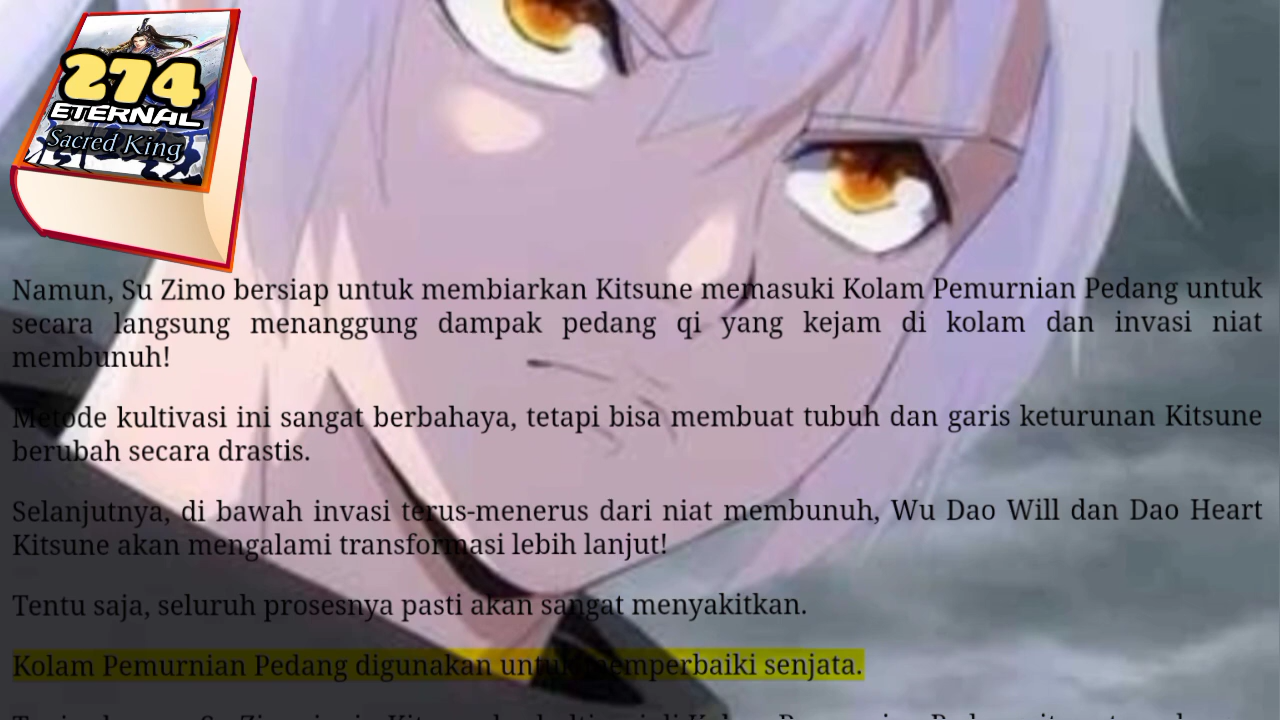 274
ETERNAL
Sacred King
Namun, Su Zimo bersiap untuk membiarkan Kitsune memasuki Kolam Pemurnian Pedang untuk
secara langsung menanggung dampak pedang qi yang kejam di kolam dan invasi niat
membunuh!
Metode kultivasi ini sangat berbahaya, tetapi bisa membuat tubuh dan garis keturunan Kitsune
berubah secara drastis.
Selanjutnya, di bawah invasi terus-menerus dari niat membunuh, Wu Dao Will dan Dao Heart
Kitsune akan mengalami transformasi lebih lanjut!
Tentu saja, seluruh prosesnya pasti akan sangat menyakitkan.
Kolam Pemurnian Pedang digunakan untuk memperbaiki senjata.